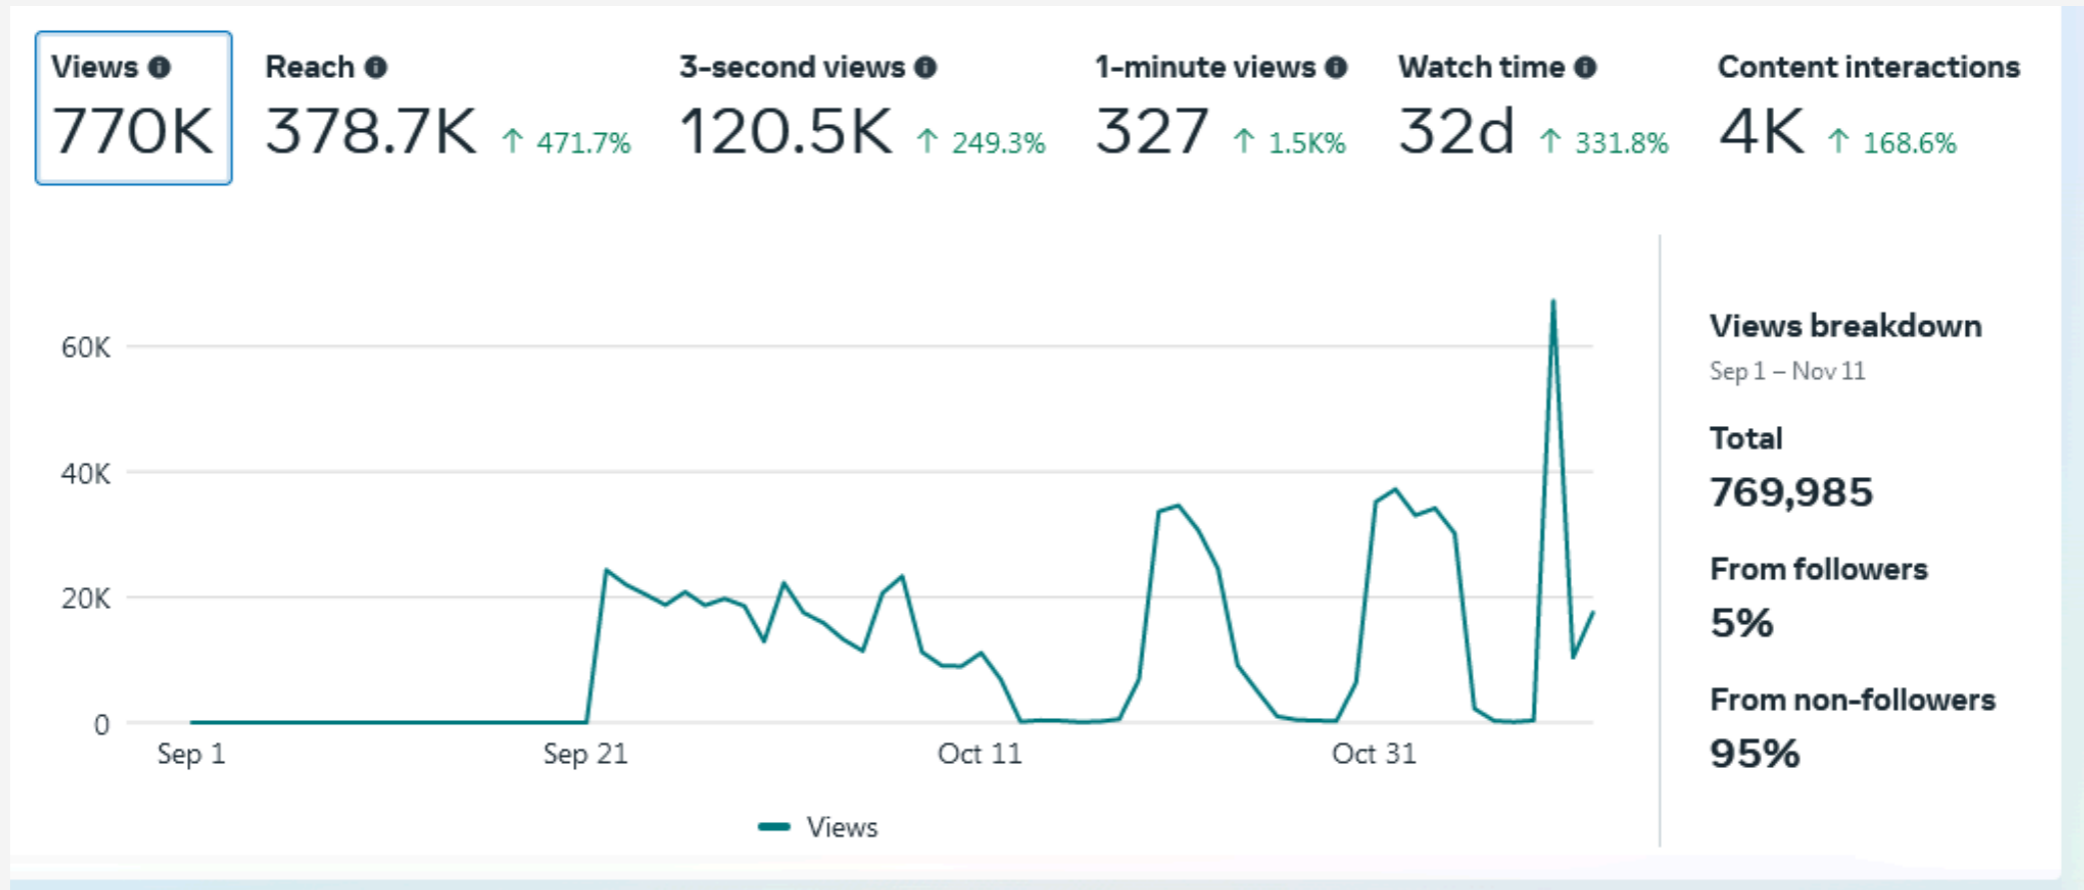 Views Reach 3-second views 1-minute views Watch time Content interactions
770K 378.7K ↑ 471.7% 120.5K ↑ 249.3% 327 ↑ 1.5K% 32d ↑ 331.8% 4K ↑ 168.6%
60K
40K
20K
0
Sep 1 Sep 21 Oct 11 Oct 31
Views
Views breakdown
Sep 1 – Nov 11
Total
769,985
From followers
5%
From non-followers
95%